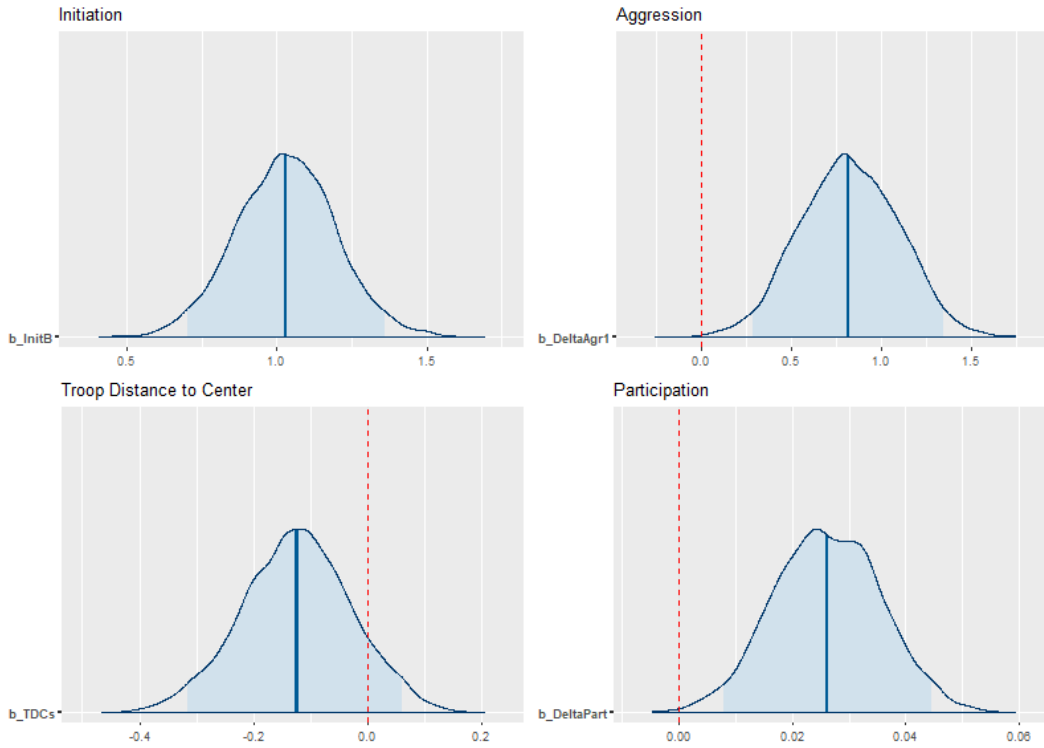 Initiation
b_InitB
0.5 1.0 1.5
Aggression
b_DeltaAgr1
0.0 0.5 1.0 1.5
Troop Distance to Center
b_TDCs
-0.4 -0.2 0.0 0.2
Participation
b_DeltaPart
0.00 0.02 0.04 0.06